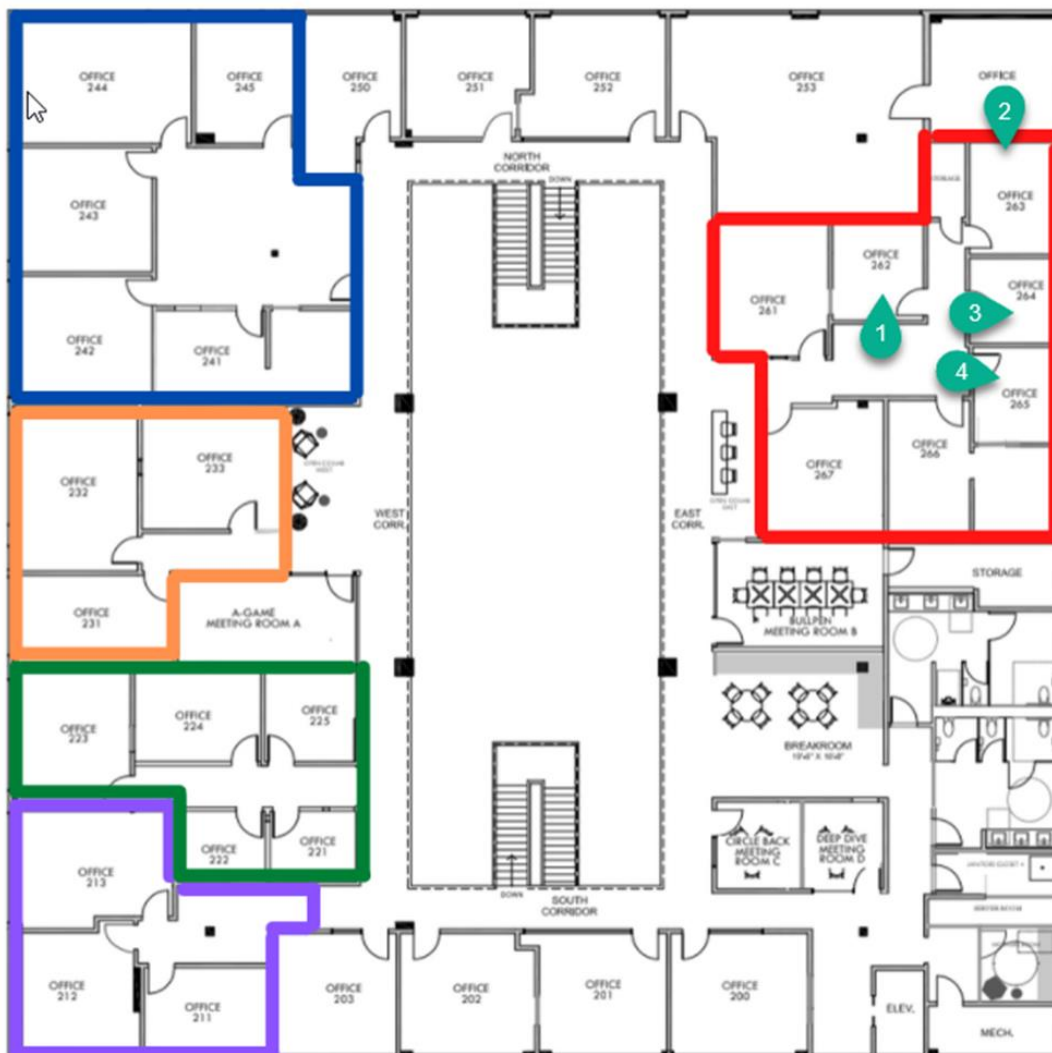 OFFICE
244
OFFICE
245
OFFICE
250
OFFICE
251
OFFICE
252
OFFICE
253
OFFICE
2
NORTH
CORRIDOR
DOWN
STORAGE
OFFICE
263
OFFICE
243
OFFICE
262
OFFICE
261
OFFICE
264
3
1
OFFICE
242
OFFICE
241
4
OFFICE
265
OFFICE
233
OFFICE
232
OFFICE
266
OFFICE
267
WEST
CORR.
EAST
CORR.
STORAGE
OFFICE
231
A-GAME
MEETING ROOM A
BULLPEN
MEETING ROOM B
OFFICE
223
OFFICE
224
OFFICE
225
BREAKROOM
OFFICE
222
OFFICE
221
CIRCLE BACK
MEETING
ROOM C
DEEP DIVE
MEETING
ROOM D
OFFICE
213
DOWN
SOUTH
CORRIDOR
SERVER ROOM
OFFICE
212
OFFICE
211
OFFICE
203
OFFICE
202
OFFICE
201
OFFICE
200
ELEV.
MECH.